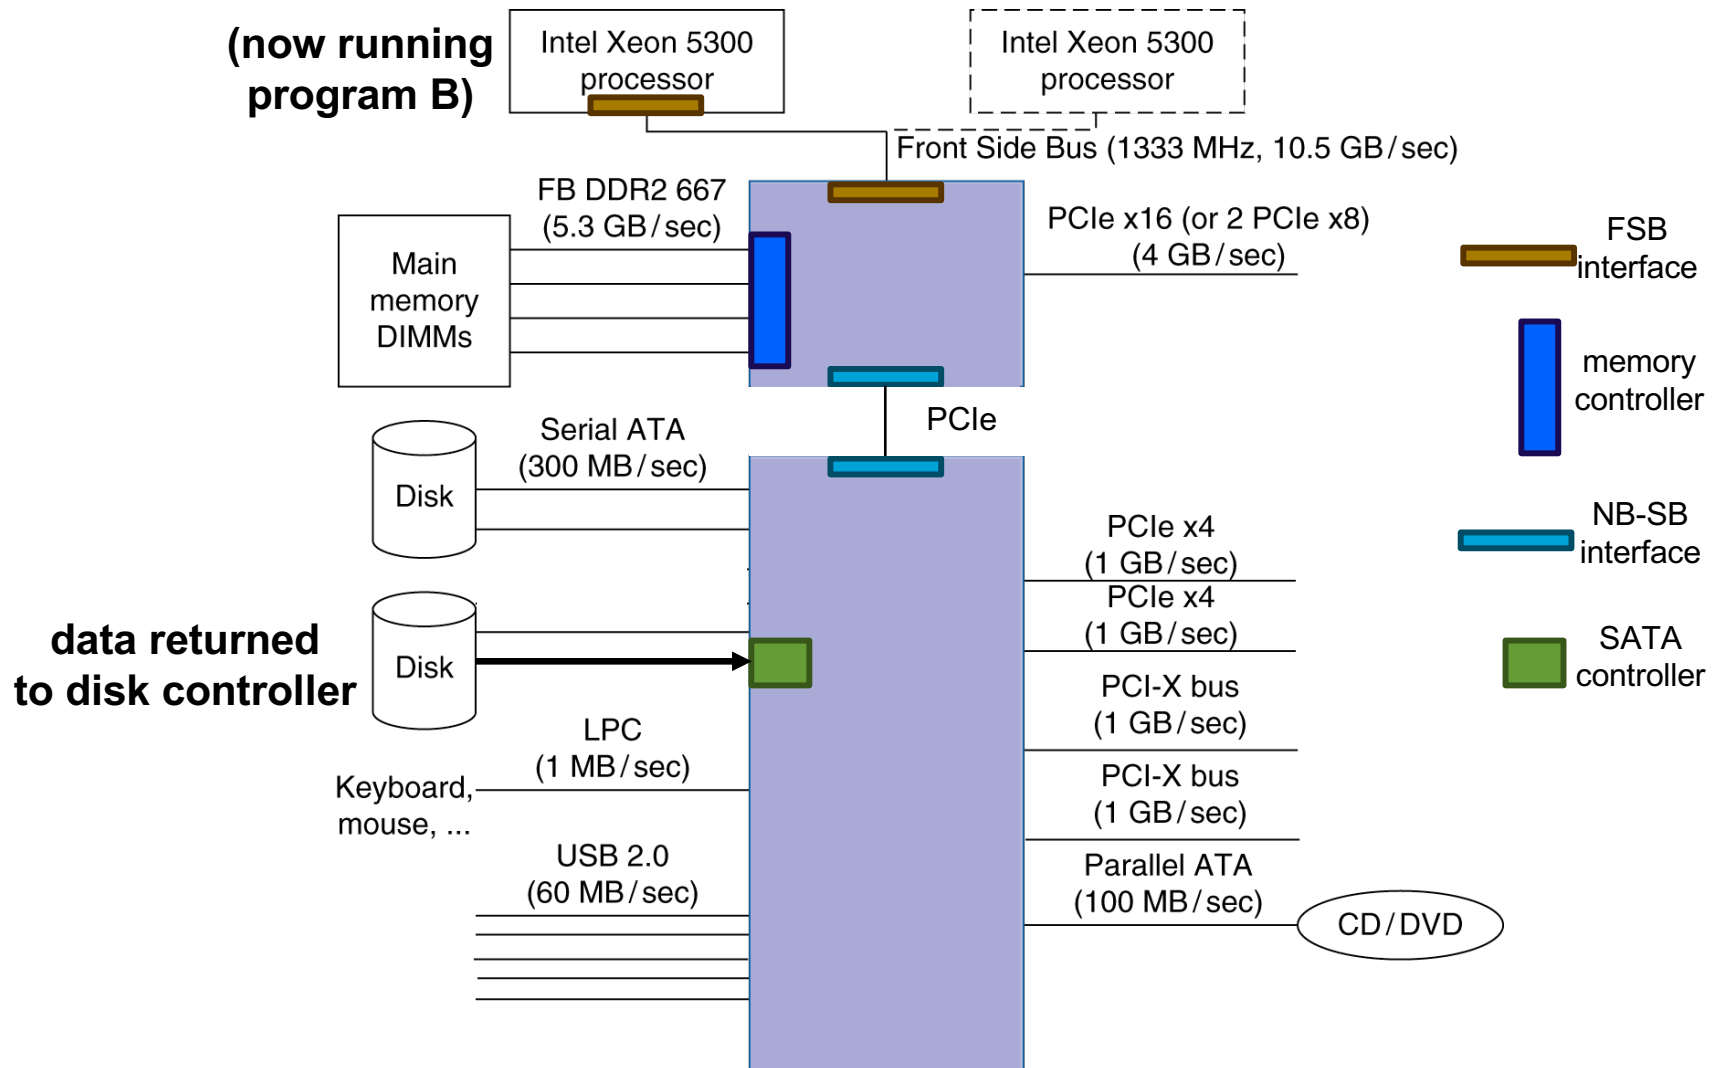 (now running
program B)
Intel Xeon 5300
processor
Intel Xeon 5300
processor
Front Side Bus (1333 MHz, 10.5 GB/sec)
FB DDR2 667
(5.3 GB/sec)
Main
memory
DIMMs
PCIe x16 (or 2 PCIe x8)
(4 GB/sec)
FSB
interface
memory
controller
PCIe
Serial ATA
(300 MB/sec)
Disk
NB-SB
interface
PCIe x4
(1 GB/sec)
PCIe x4
(1 GB/sec)
data returned
to disk controller
Disk
SATA
controller
PCI-X bus
(1 GB/sec)
LPC
(1 MB/sec)
Keyboard,
mouse, ...
PCI-X bus
(1 GB/sec)
USB 2.0
(60 MB/sec)
Parallel ATA
(100 MB/sec)
CD/DVD